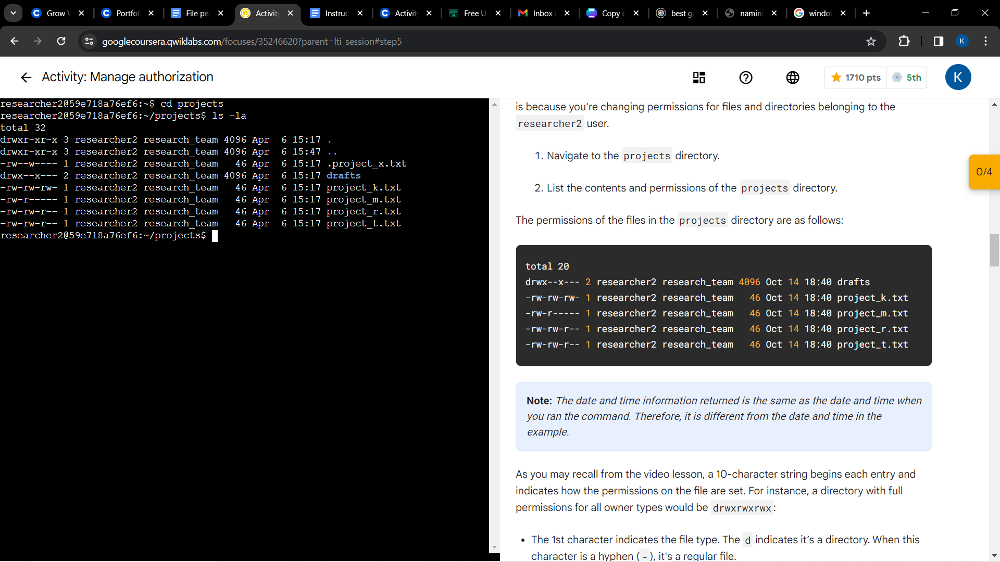 Grow
Portfol
File pe
Activity
Instruc
Activit
Free U
Inbox
Copy
best g
namin
windo
googlecoursera.qwiklabs.com/focuses/35246620?parent=lti_session#step5
K
Activity: Manage authorization
1710 pts
5th
K
researcher2@59e718a76ef6:~$ cd projects
researcher2@59e718a76ef6:~/projects$ ls -la
total 32
drwxr-xr-x 3 researcher2 research_team 4096 Apr  6 15:17 .
drwxr-xr-x 3 researcher2 research_team 4096 Apr  6 15:47 ..
-rw--w---- 1 researcher2 research_team   46 Apr  6 15:17 .project_x.txt
drwx--x--- 2 researcher2 research_team 4096 Apr  6 15:17 drafts
-rw-rw-rw- 1 researcher2 research_team   46 Apr  6 15:17 project_k.txt
-rw-r----- 1 researcher2 research_team   46 Apr  6 15:17 project_m.txt
-rw-rw-r-- 1 researcher2 research_team   46 Apr  6 15:17 project_r.txt
-rw-rw-r-- 1 researcher2 research_team   46 Apr  6 15:17 project_t.txt
researcher2@59e718a76ef6:~/projects$
is because you're changing permissions for files and directories belonging to the
researcher2 user.
1. Navigate to the projects directory.
2. List the contents and permissions of the projects directory.
0/4
The permissions of the files in the projects directory are as follows:
total 20
drwx--x--- 2 researcher2 research_team 4096 Oct 14 18:40 drafts
-rw-rw-rw- 1 researcher2 research_team   46 Oct 14 18:40 project_k.txt
-rw-r----- 1 researcher2 research_team   46 Oct 14 18:40 project_m.txt
-rw-rw-r-- 1 researcher2 research_team   46 Oct 14 18:40 project_r.txt
-rw-rw-r-- 1 researcher2 research_team   46 Oct 14 18:40 project_t.txt
Note: The date and time information returned is the same as the date and time when
you ran the command. Therefore, it is different from the date and time in the
example.
As you may recall from the video lesson, a 10-character string begins each entry and
indicates how the permissions on the file are set. For instance, a directory with full
permissions for all owner types would be drwxrwxrwx:
• The 1st character indicates the file type. The d indicates it’s a directory. When this
character is a hyphen (-), it's a regular file.